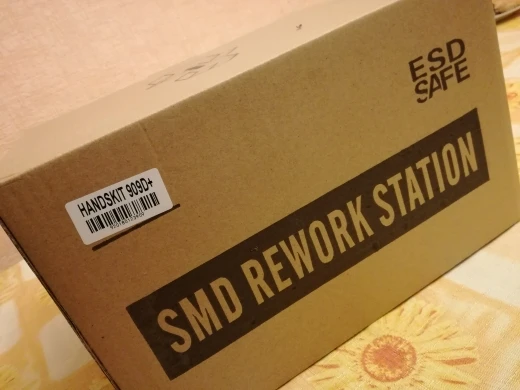 ESD
SAFE
HANDSKIT 909D+
SMD REWORK STATION